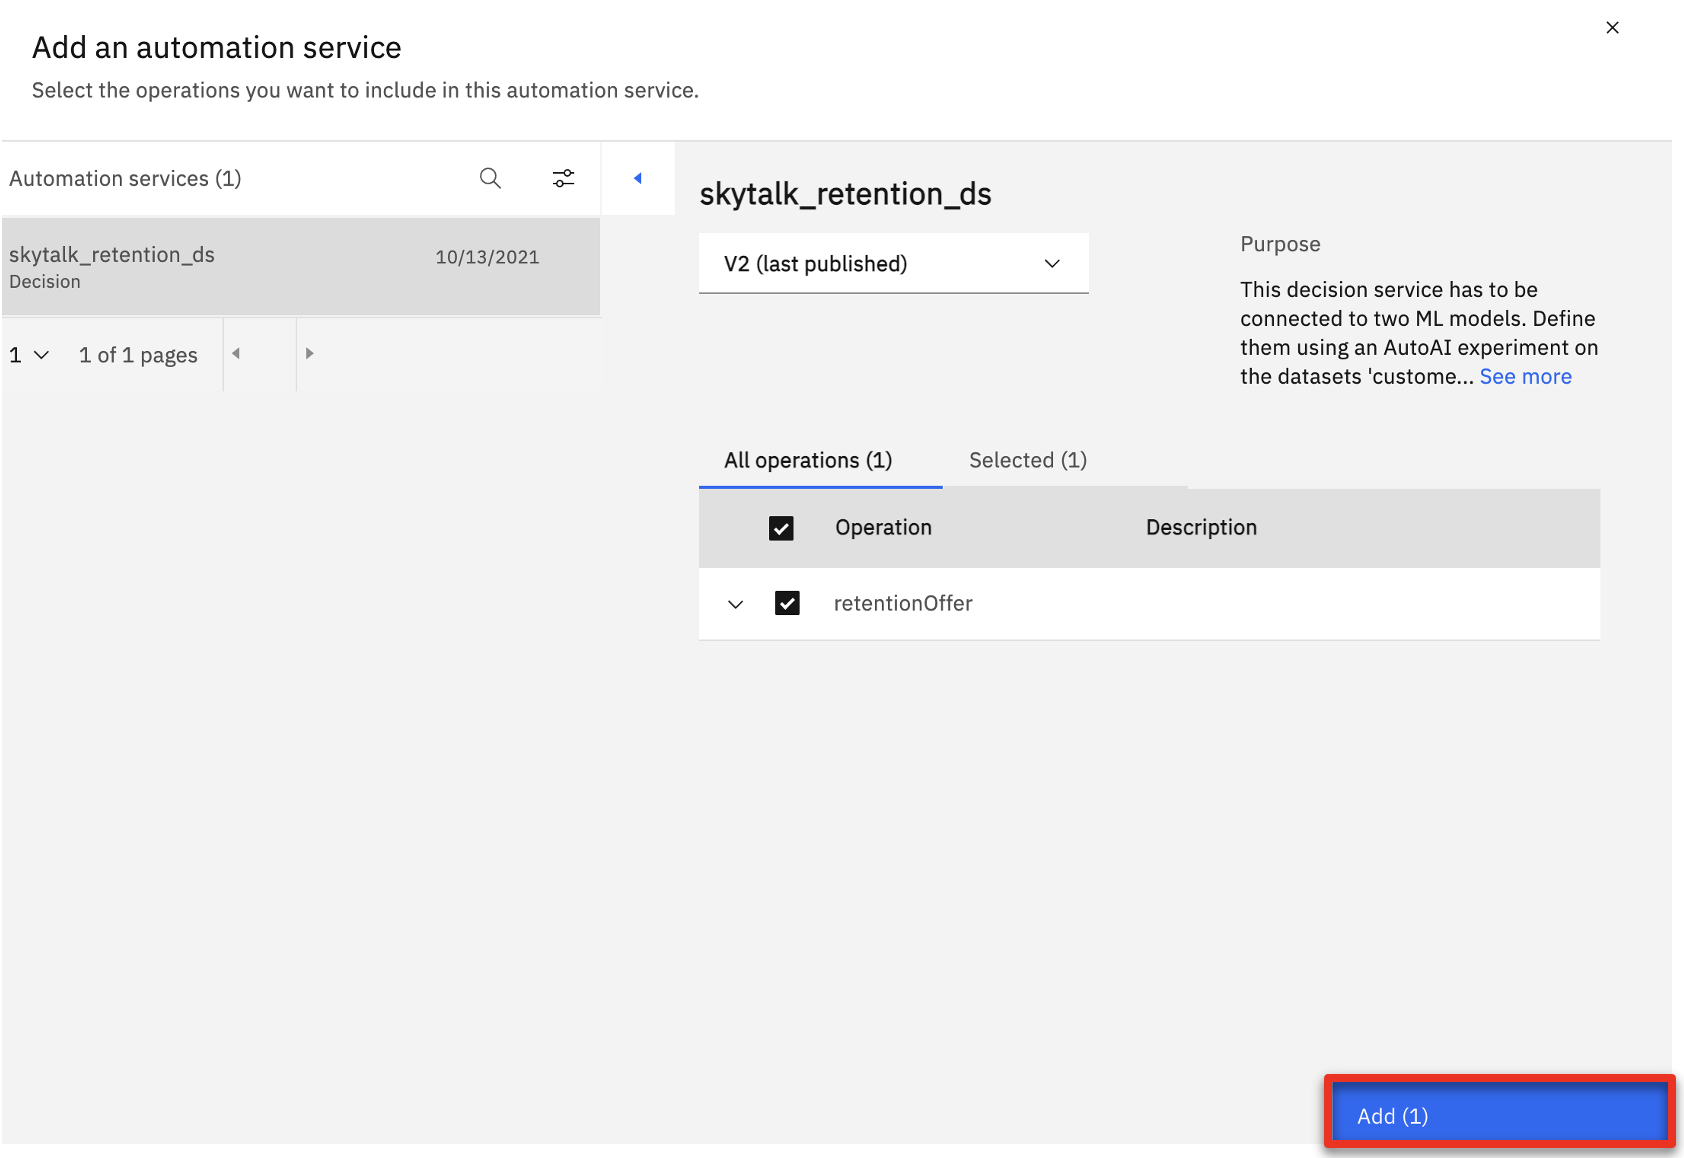 Add an automation service
Select the operations you want to include in this automation service.
Automation services (1)
skytalk_retention_ds
10/13/2021
Decision
1
1 of 1 pages
skytalk_retention_ds
V2 (last published)
Purpose
This decision service has to be
connected to two ML models. Define
them using an AutoAI experiment on
the datasets 'custome... See more
All operations (1)
Selected (1)
Operation
Description
retentionOffer
Add (1)